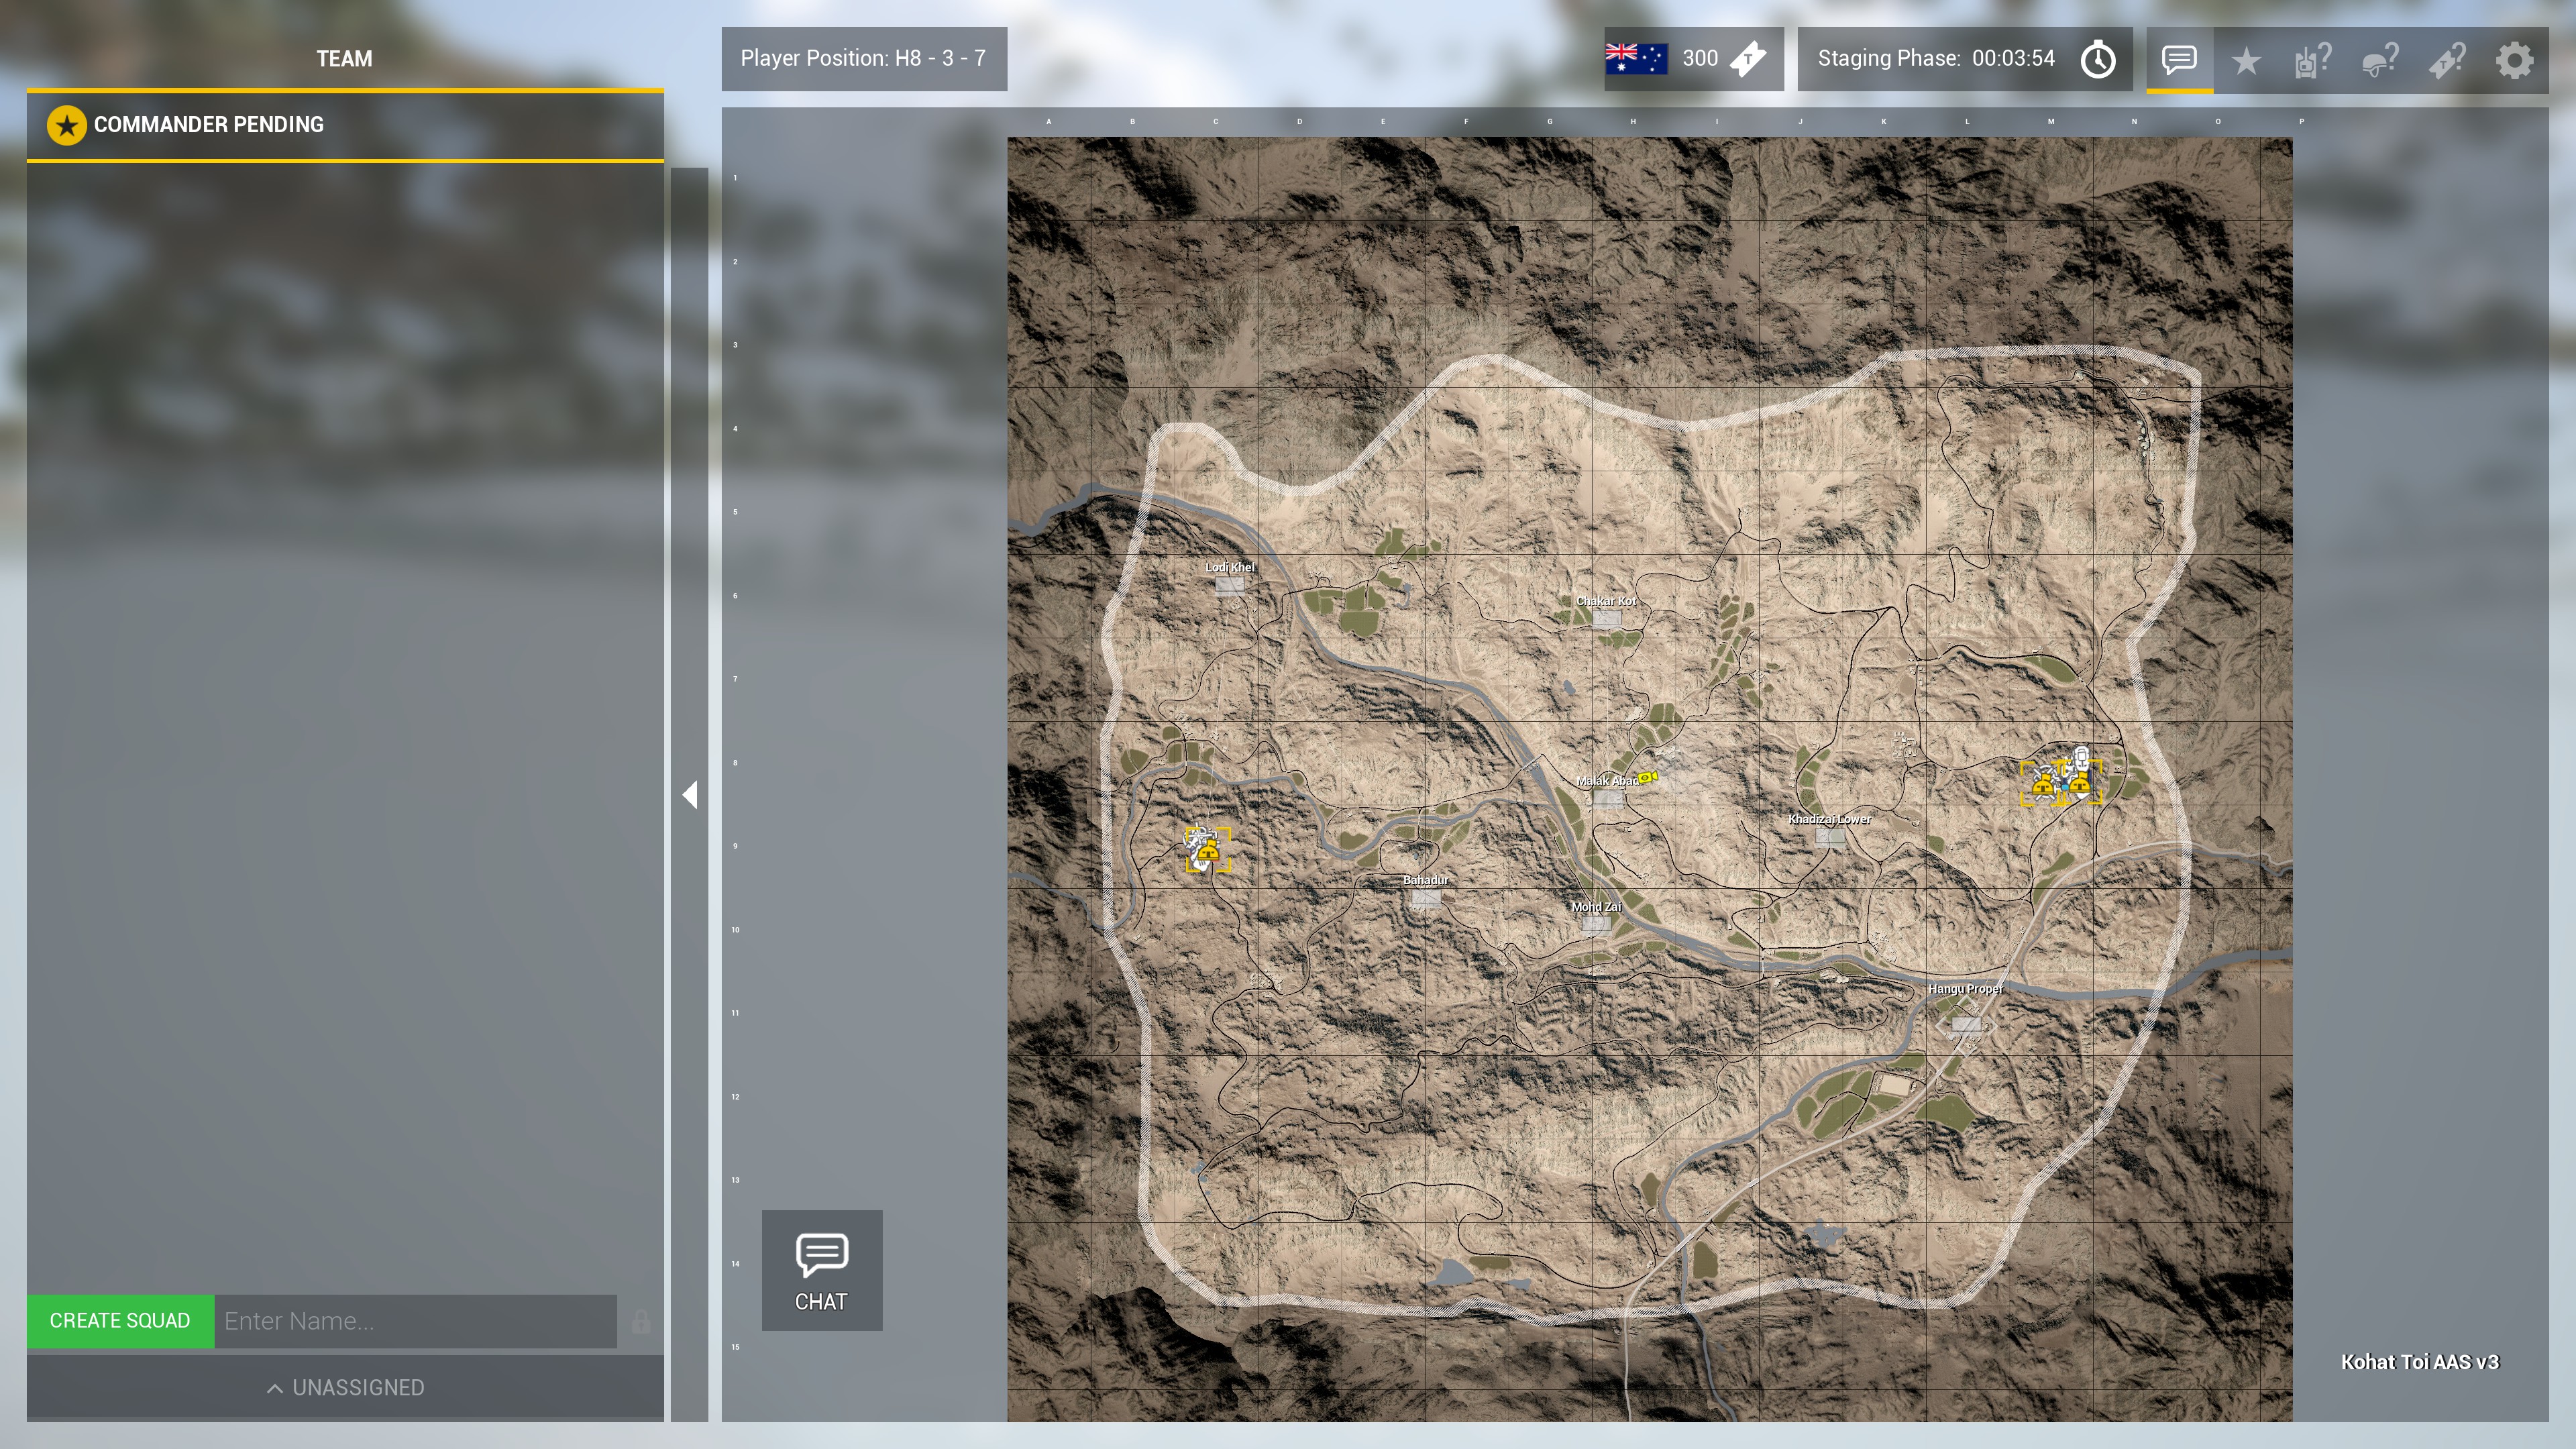 TEAM
Player Position: H8 - 3 - 7
300
Staging Phase: 00:03:54
COMMANDER PENDING
A B C D E F G H I J K L M N O P
1
2
3
4
5
6
7
8
9
10
11
12
13
14
15
Lodi Khel
Chakar Kot
Malak Abad
Khadizai Lower
Bahadur
Mohd Zai
Hangu Proper
CHAT
CREATE SQUAD
Enter Name...
UNASSIGNED
Kohat Toi AAS v3